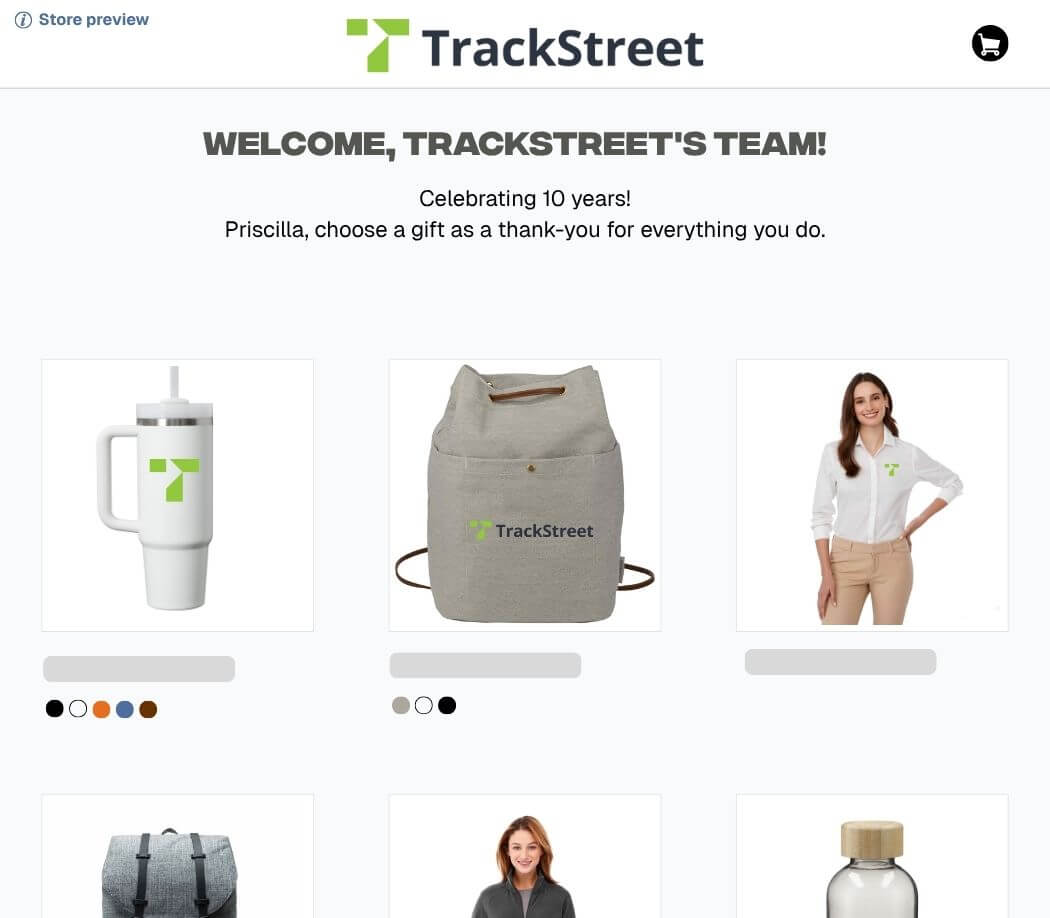 Store preview
TrackStreet
WELCOME, TRACKSTREET'S TEAM!
Celebrating 10 years!
Priscilla, choose a gift as a thank-you for everything you do.
TrackStreet